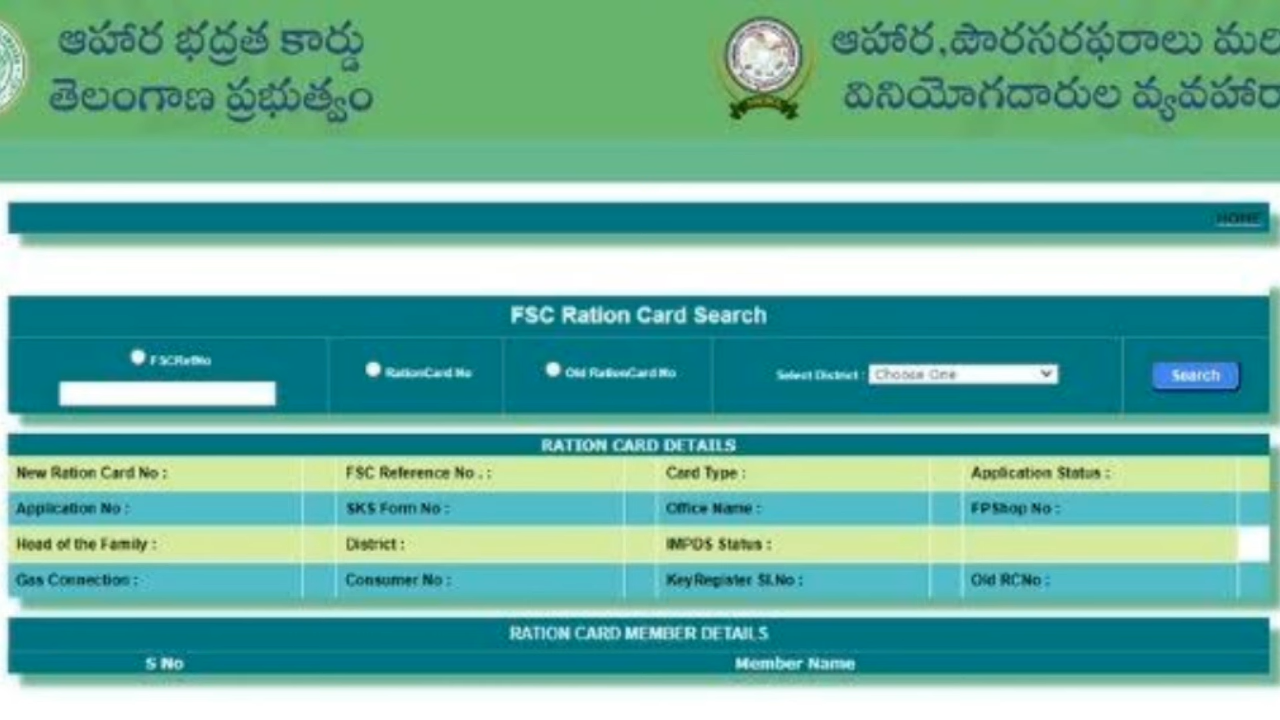 ఆహార భద్రత కార్డు
తెలంగాణ ప్రభుత్వం
ఆహార,పౌరసరఫరాలు
వినియోగదారుల
HOME
FSC Ration Card Search
FSCRefNo
RationCard No
Old RationCard No
Select District : Choose One
Search
RATION CARD DETAILS
New Ration Card No : FSC Reference No . : Card Type : Application Status :
Application No : SKS Form No : Office Name : FPShop No :
Head of the Family : District : IMPDS Status :
Gas Connection : Consumer No : KeyRegister Sl.No : Old RCNo :
RATION CARD MEMBER DETAILS
S No Member Name